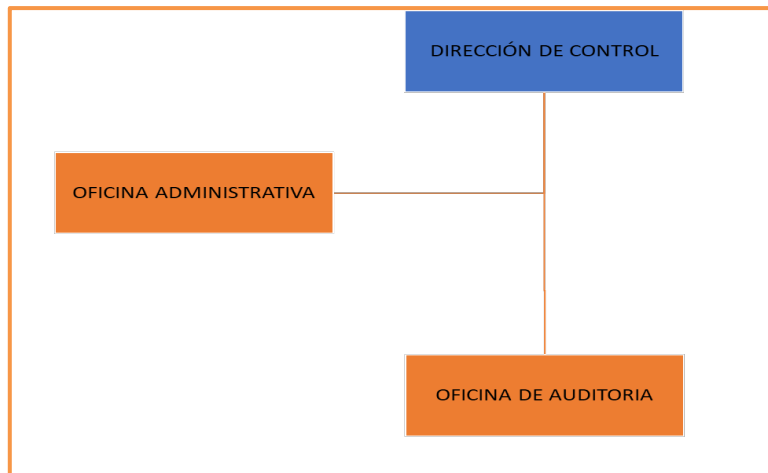 DIRECCIÓN DE CONTROL
OFICINA ADMINISTRATIVA
OFICINA DE AUDITORIA